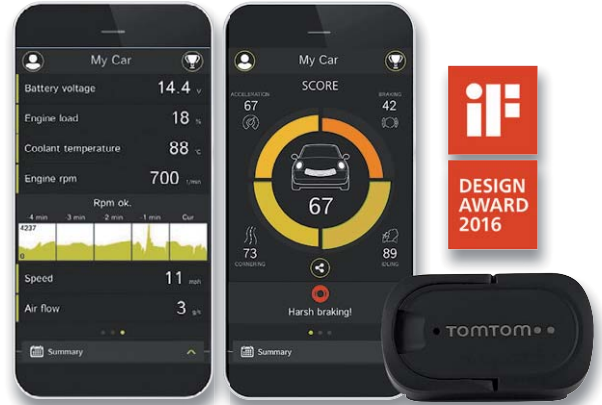 My Car
Battery voltage 14.4 v
Engine load 18 %
Coolant temperature 88 °C
Engine rpm 700 1/min
Rpm ok.
-4 min -3 min -2 min -1 min Cur
4237
0
Speed 11 mph
Air flow 3 g/s
Summary
My Car
SCORE
ACCELERATION
67
BRAKING
42
67
73
CORNERING
89
IDLING
Harsh braking!
Summary
iF
DESIGN
AWARD
2016
TOMTOM